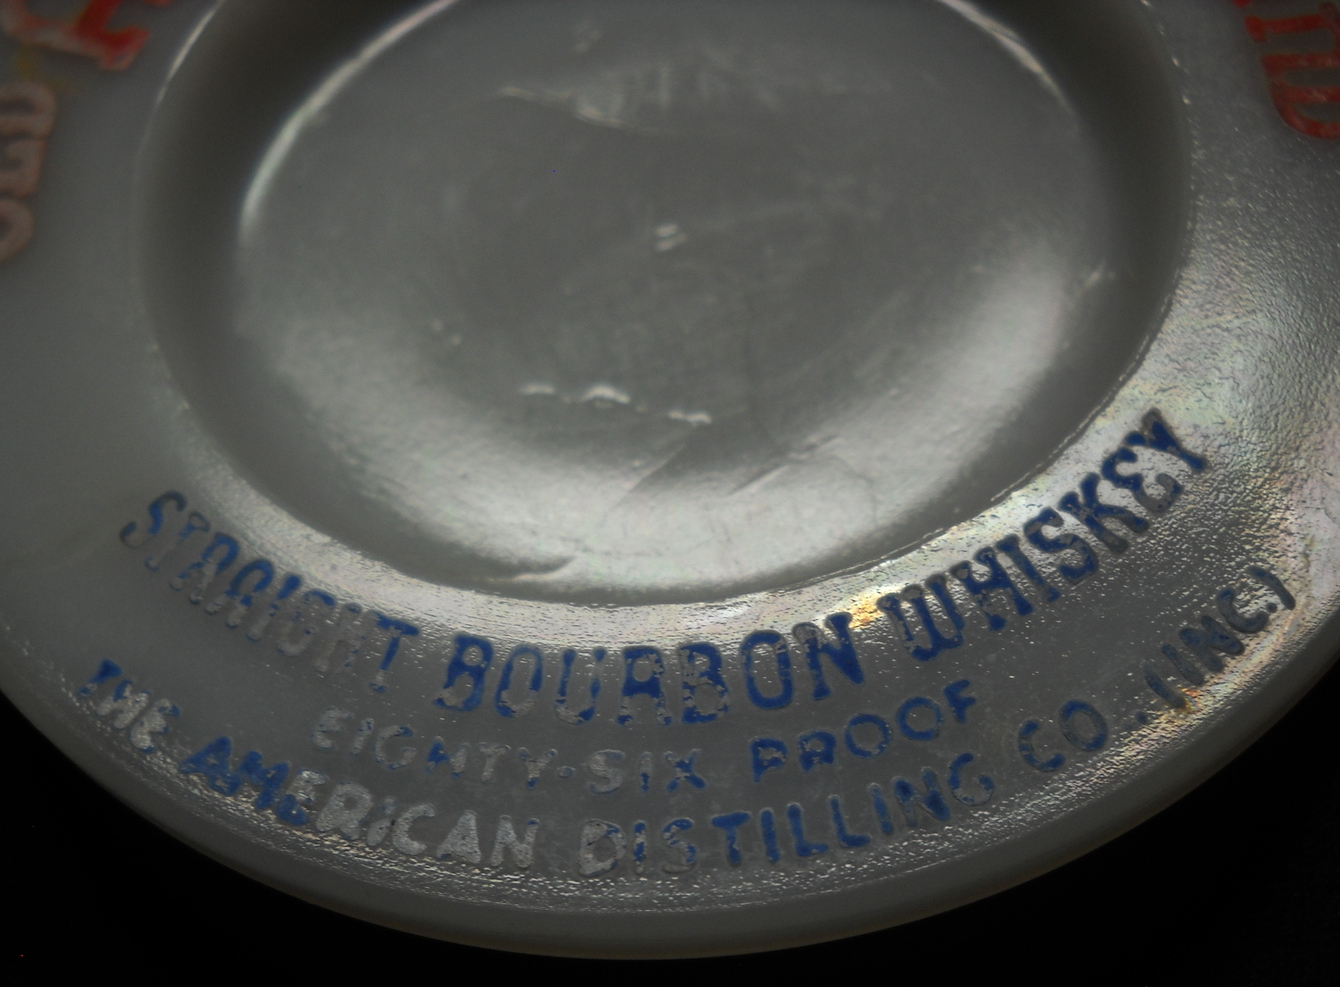 STRAIGHT BOURBON WHISKEY
EIGHTY-SIX PROOF
THE AMERICAN DISTILLING CO., (INC.)